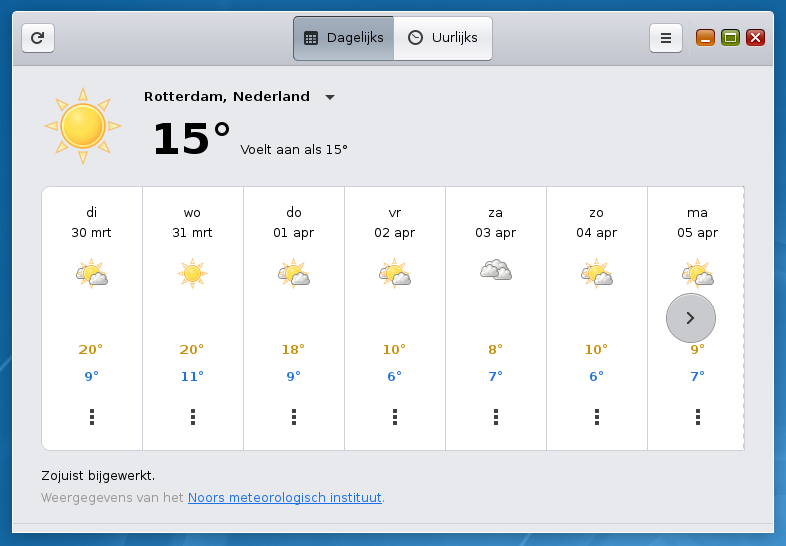 Dagelijks
Uurlijks
Rotterdam, Nederland
15°
Voelt aan als 15°
di
30 mrt
20°
9°
wo
31 mrt
20°
11°
do
01 apr
18°
9°
vr
02 apr
10°
6°
za
03 apr
8°
7°
zo
04 apr
10°
6°
ma
05 apr
9°
7°
Zojuist bijgewerkt.
Weergegevens van het Noors meteorologisch instituut.